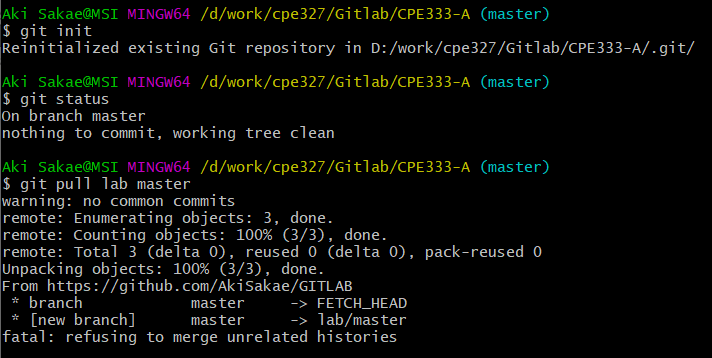 Aki Sakae@MSI MINGW64 /d/work/cpe327/Gitlab/CPE333-A (master)
$ git init
Reinitialized existing Git repository in D:/work/cpe327/Gitlab/CPE333-A/.git/
Aki Sakae@MSI MINGW64 /d/work/cpe327/Gitlab/CPE333-A (master)
$ git status
On branch master
nothing to commit, working tree clean
Aki Sakae@MSI MINGW64 /d/work/cpe327/Gitlab/CPE333-A (master)
$ git pull lab master
warning: no common commits
remote: Enumerating objects: 3, done.
remote: Counting objects: 100% (3/3), done.
remote: Total 3 (delta 0), reused 0 (delta 0), pack-reused 0
Unpacking objects: 100% (3/3), done.
From https://github.com/AkiSakae/GITLAB
 * branch            master     -> FETCH_HEAD
 * [new branch]      master     -> lab/master
fatal: refusing to merge unrelated histories